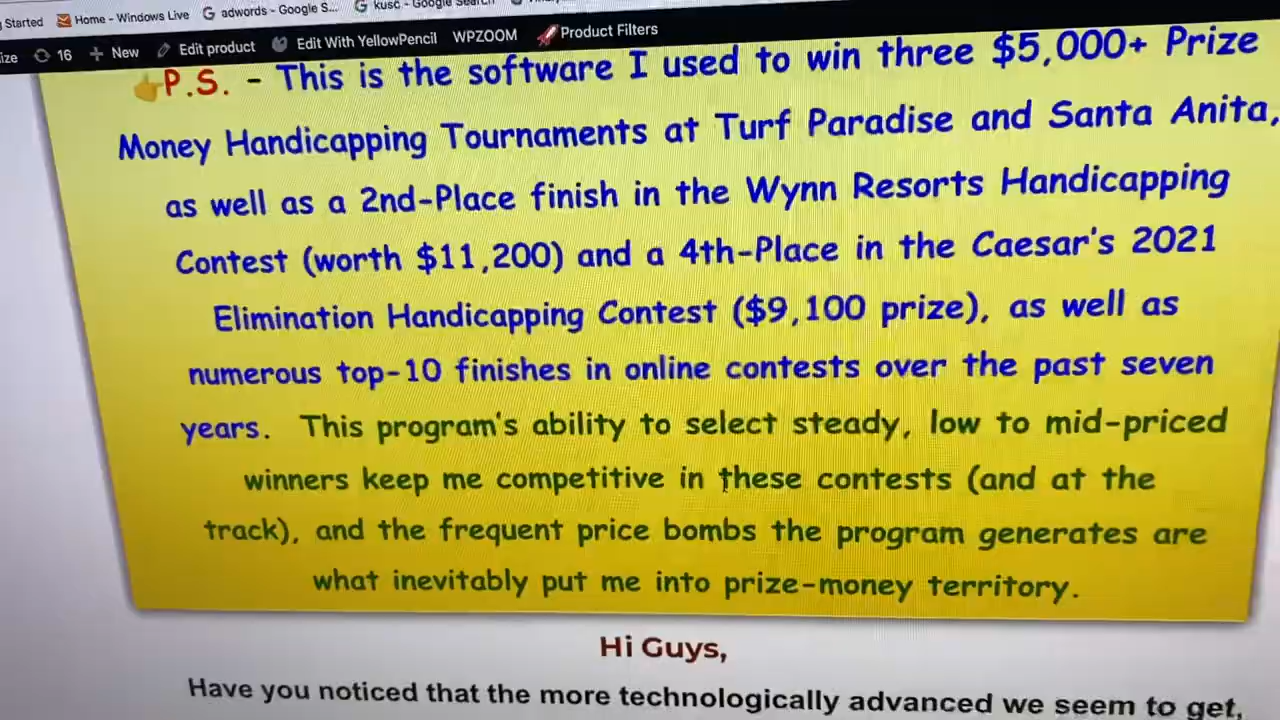 Started Home - Windows Live adwords - Google S... kusc - Google Search
ize 16 New Edit product Edit With YellowPencil WPZOOM Product Filters
P.S. - This is the software I used to win three $5,000+ Prize
Money Handicapping Tournaments at Turf Paradise and Santa Anita,
as well as a 2nd-Place finish in the Wynn Resorts Handicapping
Contest (worth $11,200) and a 4th-Place in the Caesar's 2021
Elimination Handicapping Contest ($9,100 prize), as well as
numerous top-10 finishes in online contests over the past seven
years. This program's ability to select steady, low to mid-priced
winners keep me competitive in these contests (and at the
track), and the frequent price bombs the program generates are
what inevitably put me into prize-money territory.
Hi Guys,
Have you noticed that the more technologically advanced we seem to get,